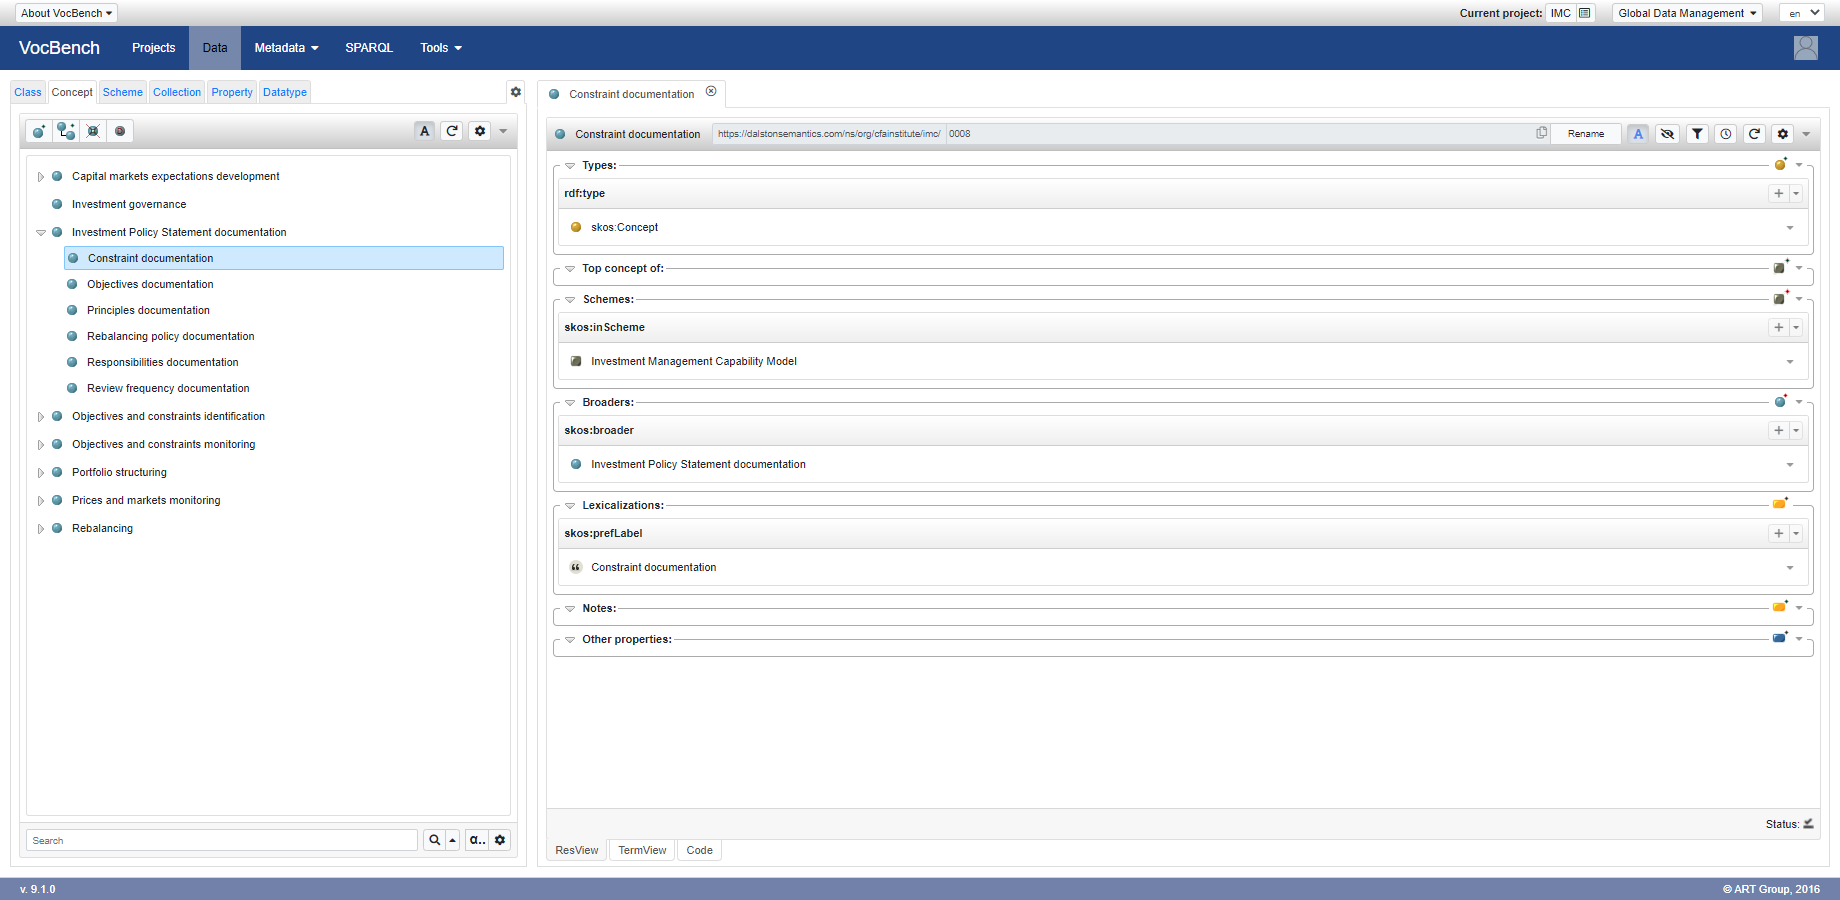 About VocBench
Current project: IMC Global Data Management en
VocBench Projects Data Metadata SPARQL Tools
Class Concept Scheme Collection Property Datatype
A
Capital markets expectations development
Investment governance
Investment Policy Statement documentation
Constraint documentation
Objectives documentation
Principles documentation
Rebalancing policy documentation
Responsibilities documentation
Review frequency documentation
Objectives and constraints identification
Objectives and constraints monitoring
Portfolio structuring
Prices and markets monitoring
Rebalancing
Search α..
Constraint documentation
Constraint documentation https://dalstonsemantics.com/ns/org/cfainstitute/imc/ 0008 Rename A
Types:
rdf:type
skos:Concept
Top concept of:
Schemes:
skos:inScheme
Investment Management Capability Model
Broaders:
skos:broader
Investment Policy Statement documentation
Lexicalizations:
skos:prefLabel
Constraint documentation
Notes:
Other properties:
Status:
ResView TermView Code
v. 9.1.0 © ART Group, 2016